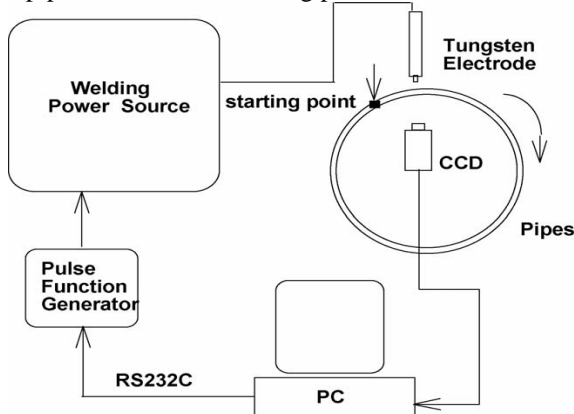 Tungsten
Electrode
Welding
Power Source
starting point
CCD
Pipes
Pulse
Function
Generator
RS232C
PC